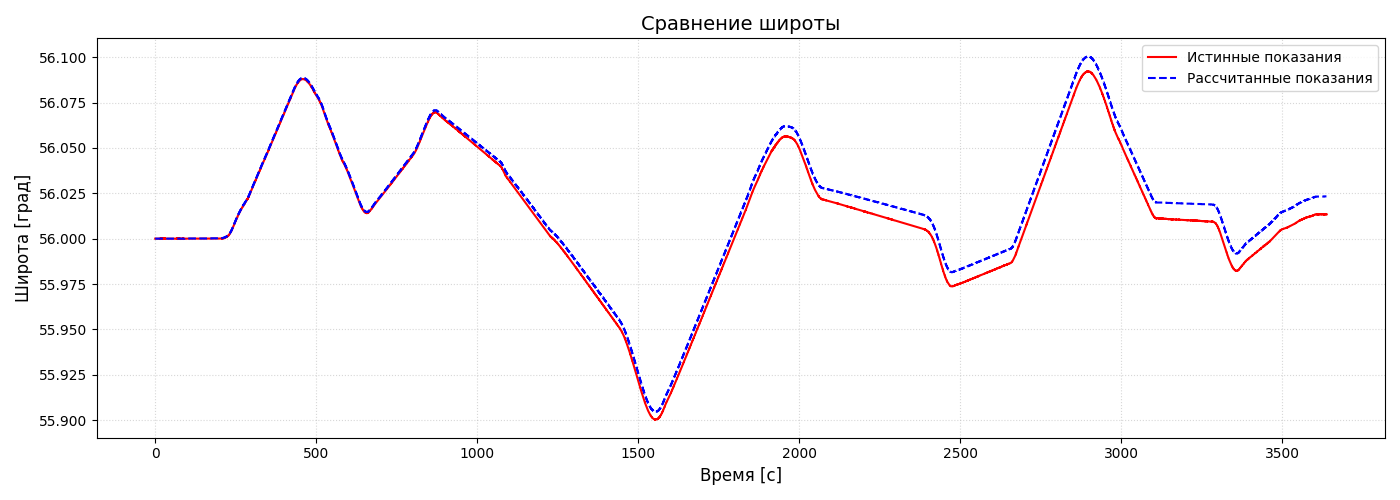 Сравнение широты
Истинные показания
Рассчитанные показания
Широта [град]
56.100
56.075
56.050
56.025
56.000
55.975
55.950
55.925
55.900
0 500 1000 1500 2000 2500 3000 3500
Время [с]